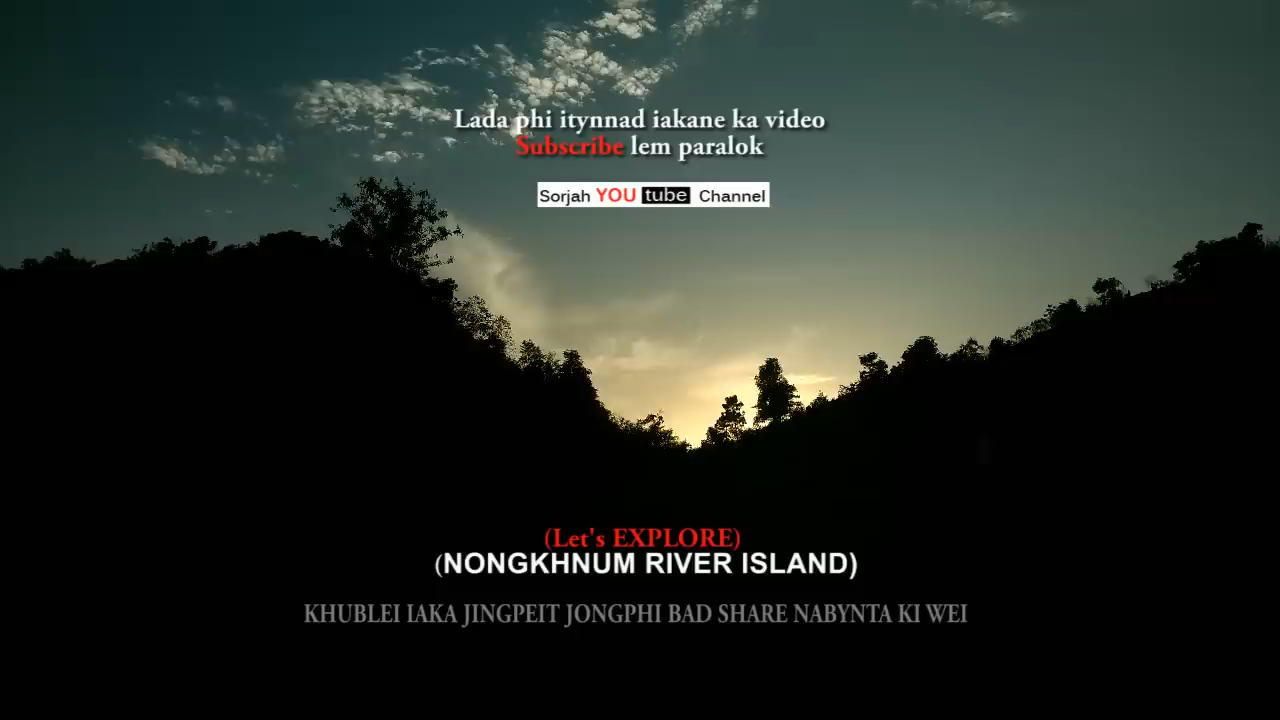 Lada phi itynnad iakane ka video
Subscribe lem paralok
Sorjah YOU tube Channel
(Let's EXPLORE)
(NONGKHNUM RIVER ISLAND)
KHUBLEI IAKA JINGPEIT JONGPHI BAD SHARE NABYNTA KI WEI